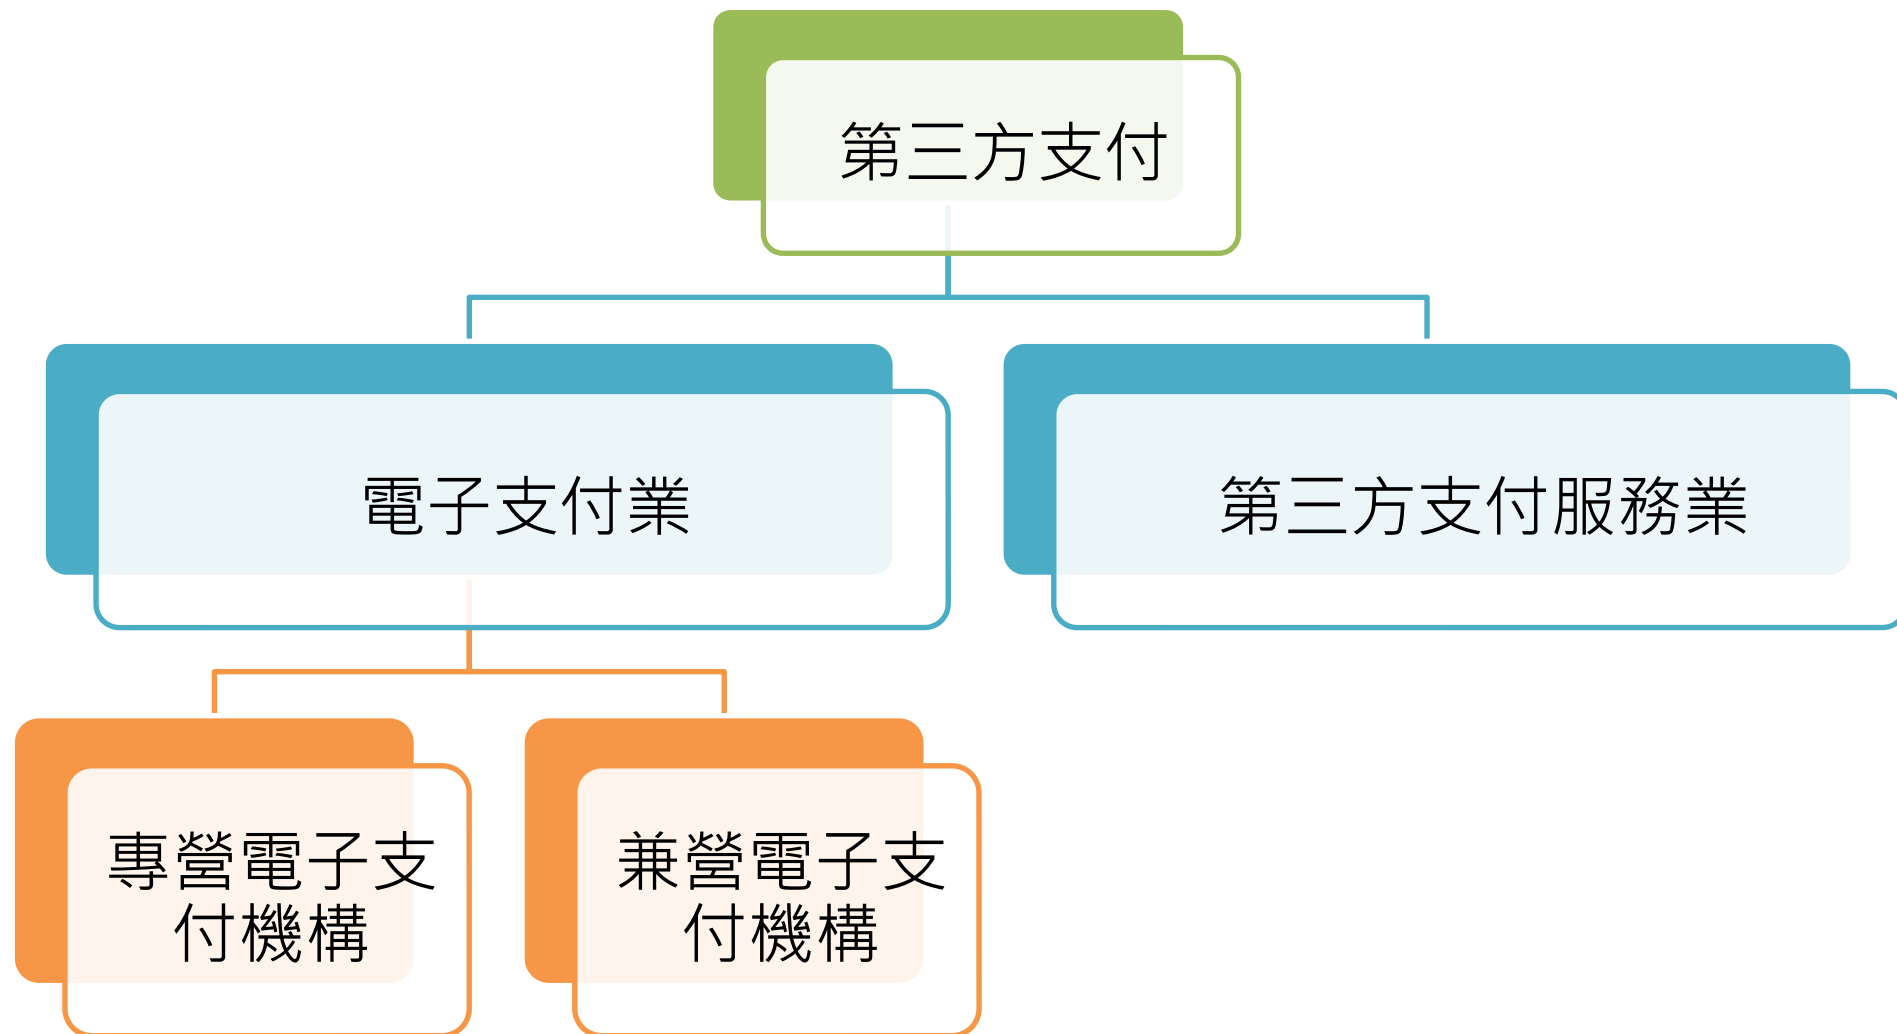 第三方支付
電子支付業
第三方支付服務業
專營電子支
付機構
兼營電子支
付機構